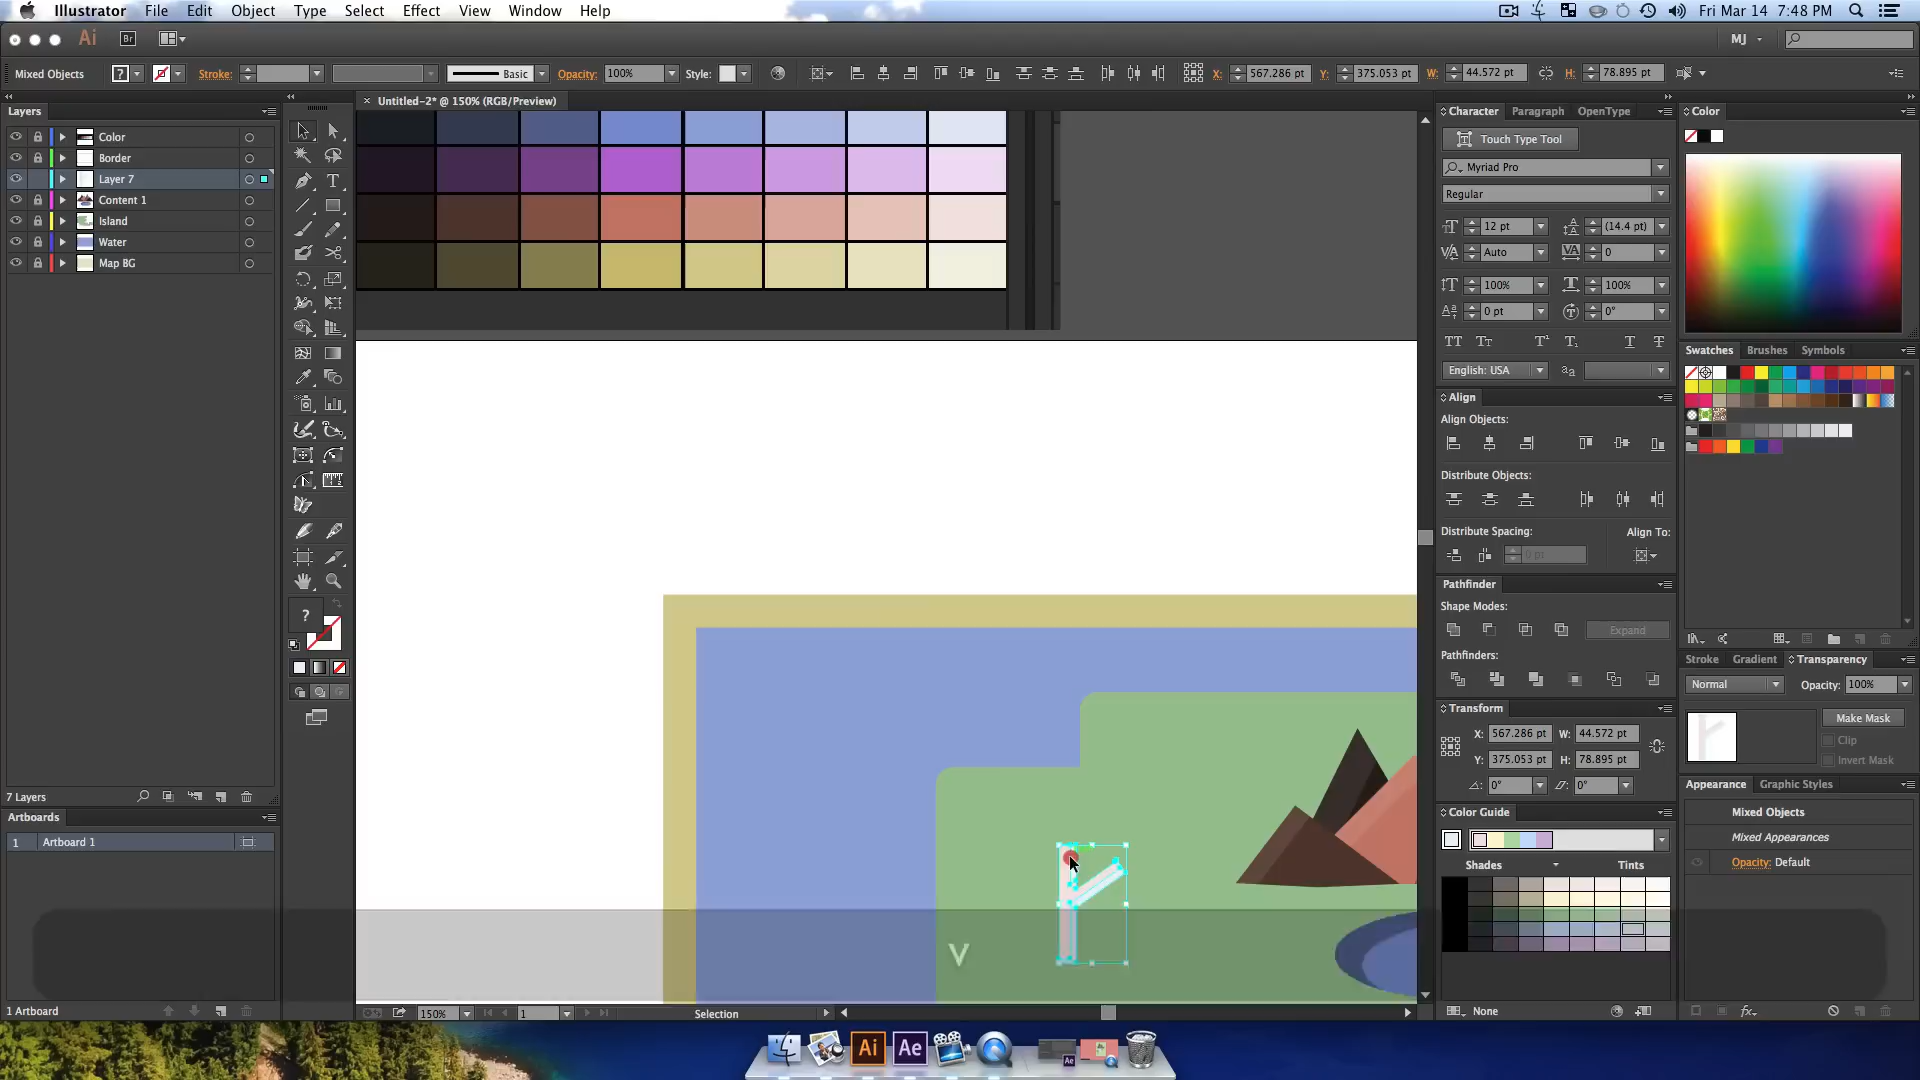 Illustrator File Edit Object Type Select Effect View Window Help
Fri Mar 14 7:48 PM
Ai Br
MJ
Mixed Objects ? Stroke: Basic Opacity: 100% Style: X: 567.286 pt Y: 375.053 pt W: 44.572 pt H: 78.895 pt
Layers
Color
Border
Layer 7
Content 1
Island
Water
Map BG
7 Layers
Artboards
1 Artboard 1
1 Artboard
?
× Untitled-2* @ 150% (RGB/Preview)
V
150% 1 Selection
Character Paragraph OpenType
Touch Type Tool
Myriad Pro
Regular
12 pt (14.4 pt)
Auto 0
100% 100%
0 pt 0°
English: USA
Align
Align Objects:
Distribute Objects:
Distribute Spacing: Align To:
0 pt
Pathfinder
Shape Modes:
Expand
Pathfinders:
Transform
X: 567.286 pt W: 44.572 pt
Y: 375.053 pt H: 78.895 pt
0° 0°
Color Guide
Shades Tints
None
Color
Swatches Brushes Symbols
Stroke Gradient Transparency
Normal Opacity: 100%
Make Mask
Clip
Invert Mask
Appearance Graphic Styles
Mixed Objects
Mixed Appearances
Opacity: Default
fx
Ai Ae